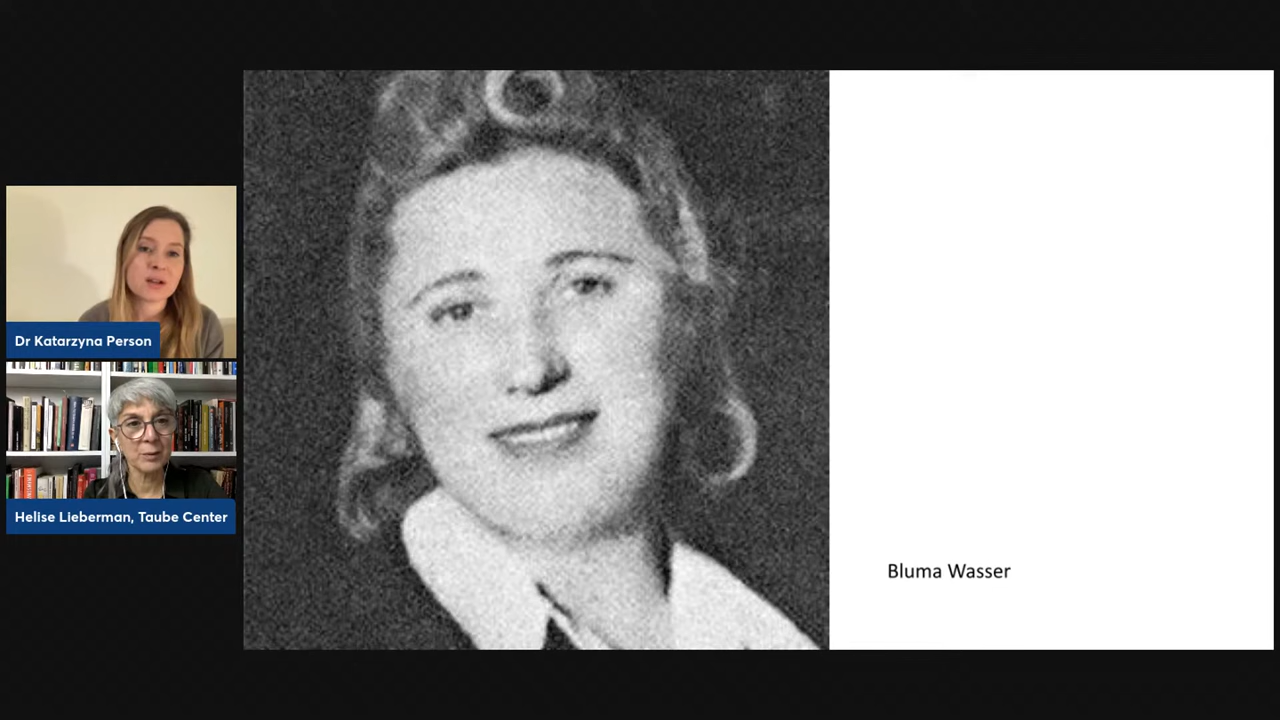 Dr Katarzyna Person
Helise Lieberman, Taube Center
Bluma Wasser